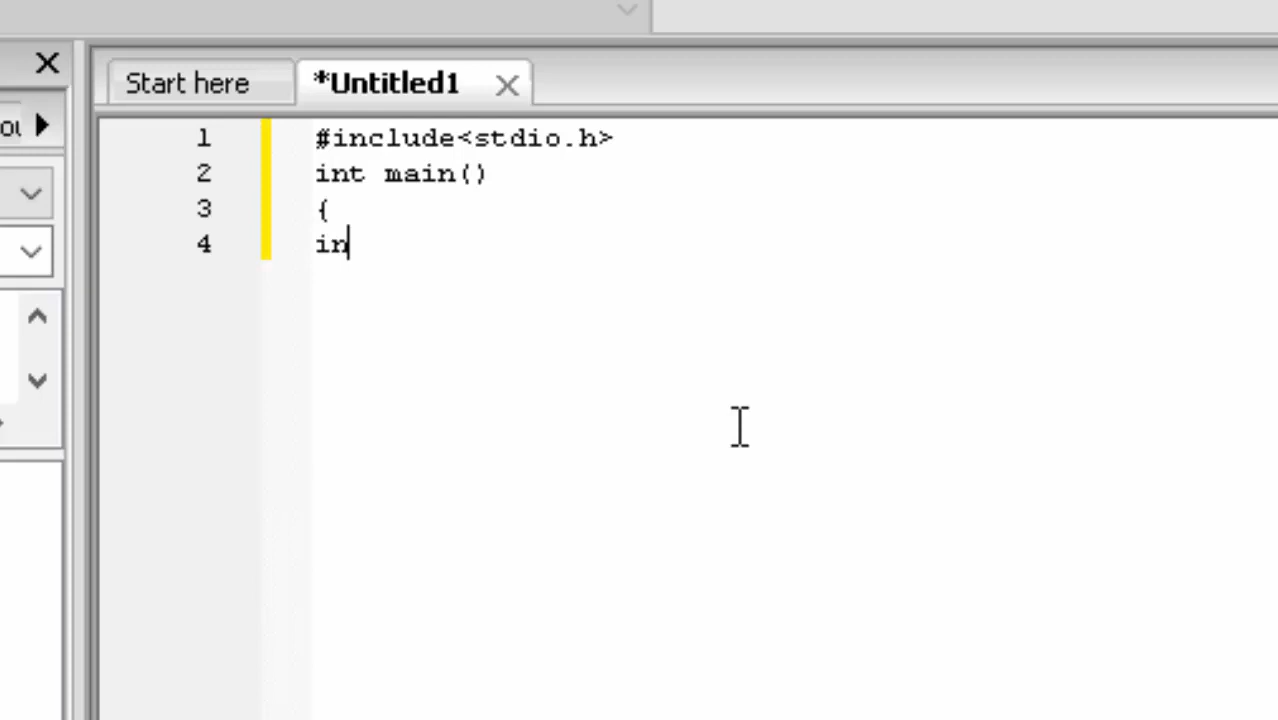 Start here
*Untitled1
1 #include<stdio.h>
2 int main()
3 {
4 in